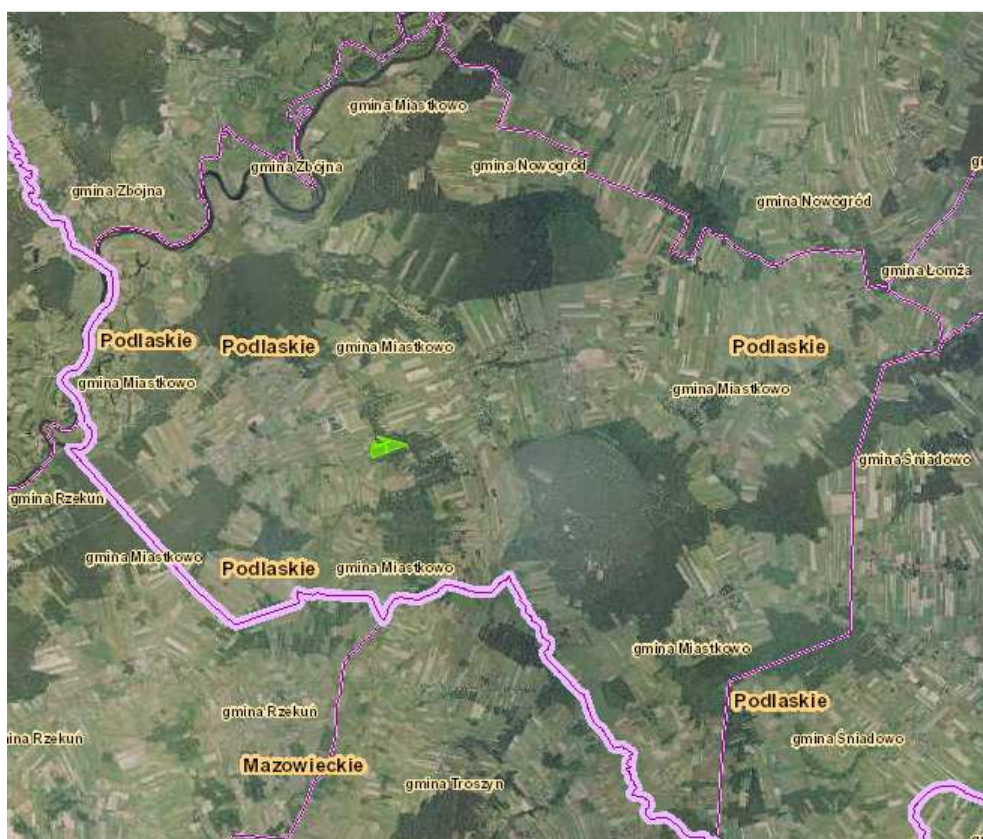 gmina Miastkowo
gmina Zbójna
gmina Nowogród
gmina Zbójna
gmina Nowogród
gmina Łomża
Podlaskie
Podlaskie
gmina Miastkowo
Podlaskie
gmina Miastkowo
gmina Miastkowo
gmina Śniadowo
gmina Rzekuń
gmina Miastkowo
Podlaskie
gmina Miastkowo
gmina Miastkowo
Podlaskie
gmina Rzekuń
mina Rzekuń
gmina Śniadowo
Mazowieckie
gmina Troszyn